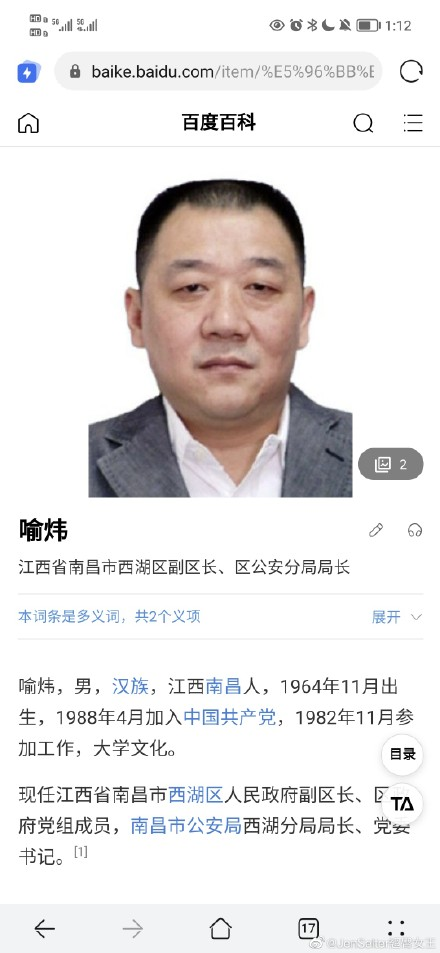 1:12
baike.baidu.com/item/%E5%96%BB%E
百度百科
2
喻炜
江西省南昌市西湖区副区长、区公安分局局长
本词条是多义词，共2个义项 展开
喻炜，男，汉族，江西南昌人，1964年11月出
生，1988年4月加入中国共产党，1982年11月参
加工作，大学文化。
目录
现任江西省南昌市西湖区人民政府副区长、区
府党组成员，南昌市公安局西湖分局局长、党委
书记。[1]
17